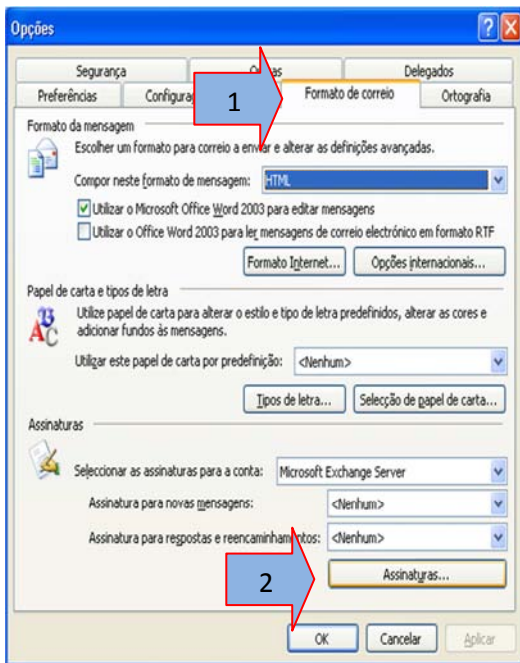 Opções
Segurança Delegados
Preferências Formato de correio Ortografia
1
Formato da mensagem
Escolher um formato para correio a enviar e alterar as definições avançadas.
Compor neste formato de mensagem: HTML
Utilizar o Microsoft Office Word 2003 para editar mensagens
Utilizar o Office Word 2003 para ler mensagens de correio electrónico em formato RTF
Formato Internet... Opções internacionais...
Papel de carta e tipos de letra
Utilize papel de carta para alterar o estilo e tipo de letra predefinidos, alterar as cores e
adicionar fundos às mensagens.
Utilizar este papel de carta por predefinição: <Nenhum>
Tipos de letra... Selecção de papel de carta...
Assinaturas
Seleccionar as assinaturas para a conta: Microsoft Exchange Server
Assinatura para novas mensagens: <Nenhum>
Assinatura para respostas e reencaminhamentos: <Nenhum>
2 Assinaturas...
OK Cancelar Aplicar